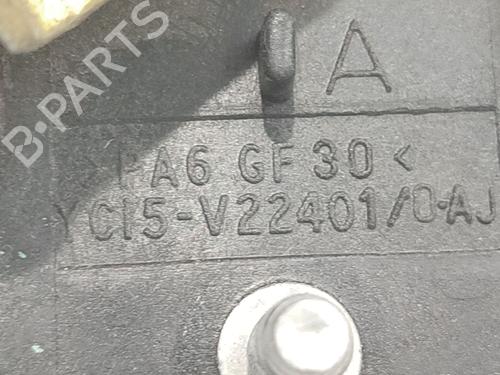 A
>PA6 GF30<
YC15-V22401/0-AJ
B-PARTS